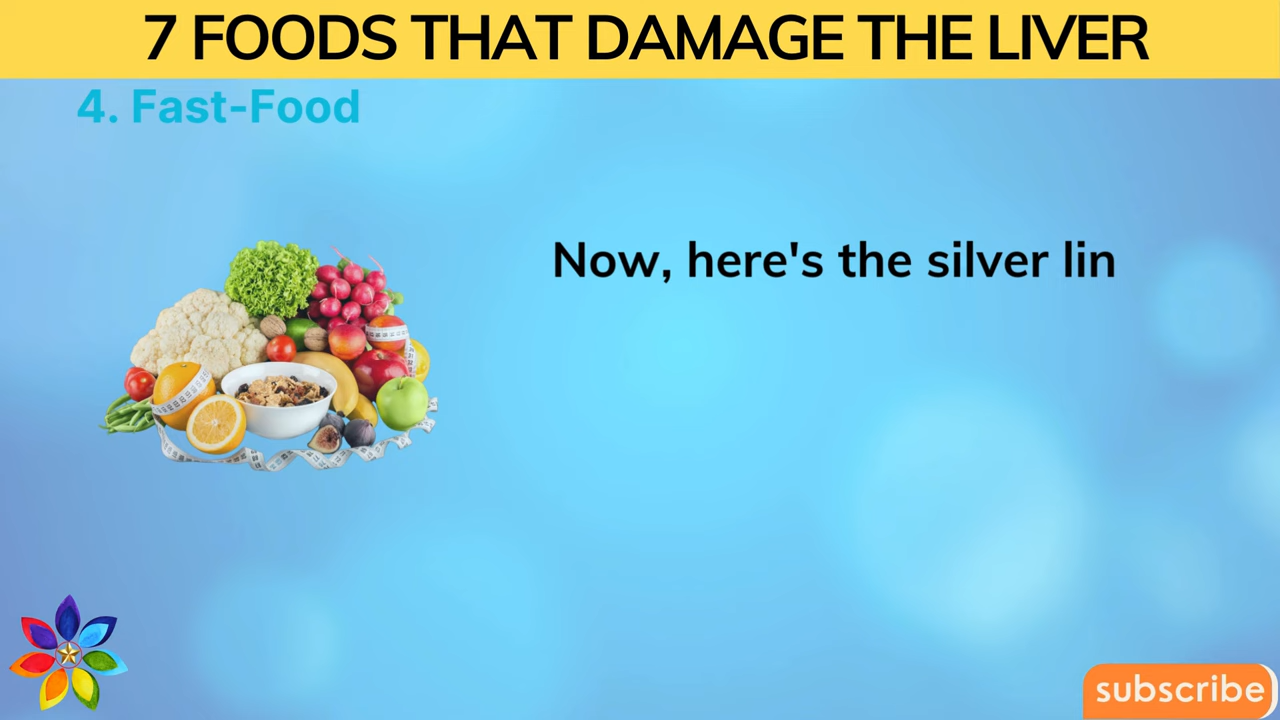 7 FOODS THAT DAMAGE THE LIVER
4. Fast-Food
Now, here's the silver lin
subscribe